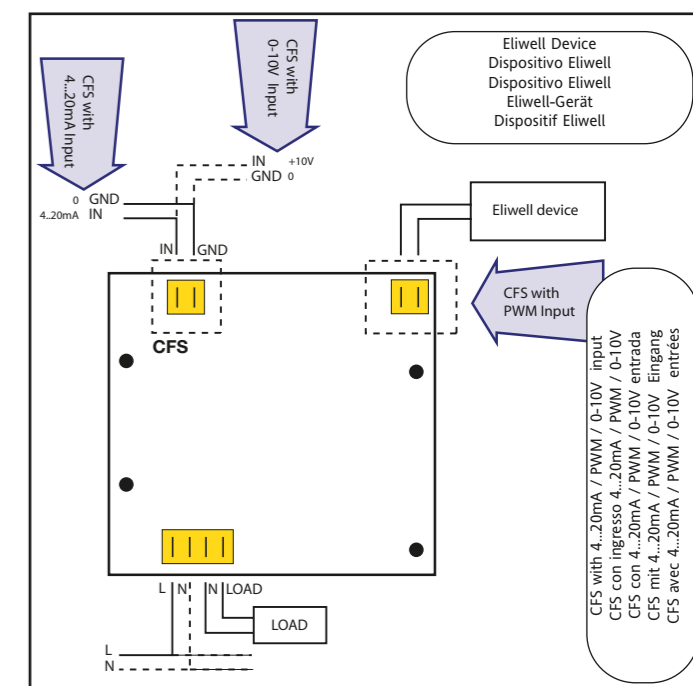 CFS with
4...20mA Input
CFS with
0-10V Input
Eliwell Device
Dispositivo Eliwell
Dispositivo Eliwell
Eliwell-Gerät
Dispositif Eliwell
IN +10V
GND 0
0 GND
4..20mA IN
IN GND
Eliwell device
CFS with
PWM Input
CFS
CFS with 4...20mA / PWM / 0-10V input
CFS con ingresso 4...20mA / PWM / 0-10V
CFS con 4...20mA / PWM / 0-10V entrada
CFS mit 4...20mA / PWM / 0-10V Eingang
CFS avec 4...20mA / PWM / 0-10V entrées
L N N LOAD
LOAD
L
N